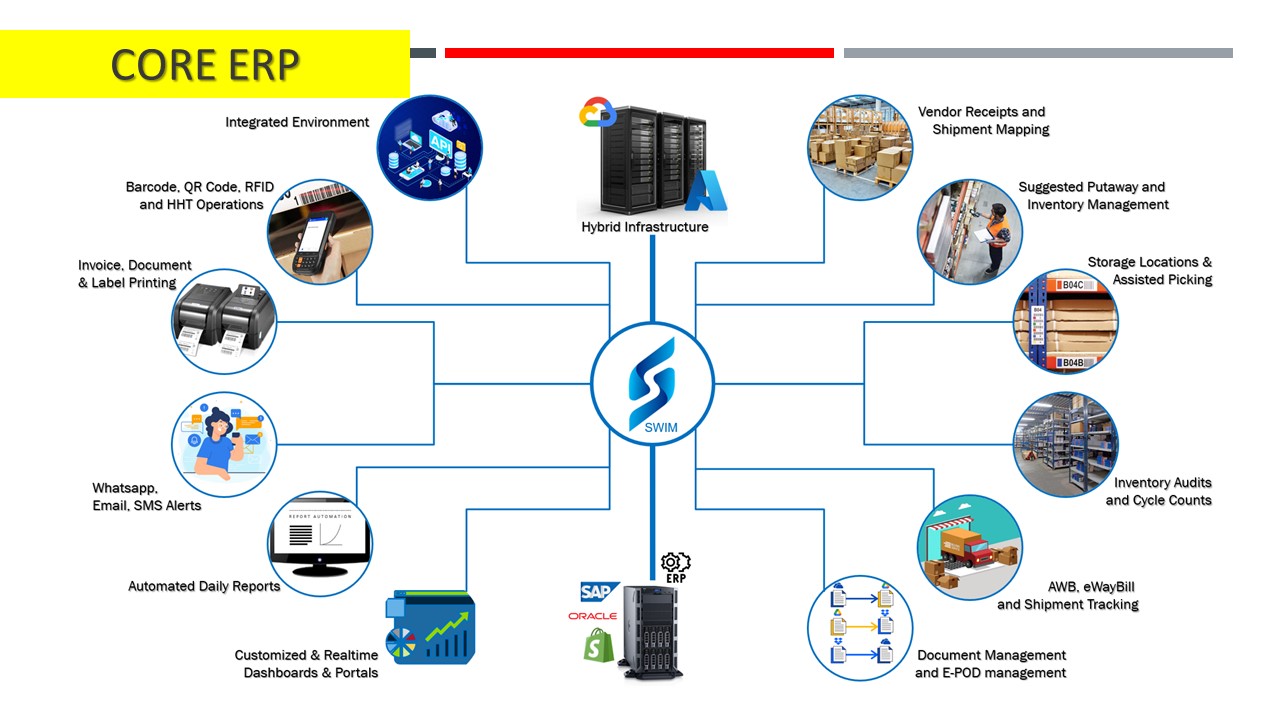 CORE ERP
Integrated Environment
API
Hybrid Infrastructure
Vendor Receipts and
Shipment Mapping
Barcode, QR Code, RFID
and HHT Operations
1
Suggested Putaway and
Inventory Management
Invoice, Document
& Label Printing
Storage Locations &
Assisted Picking
B04C
B04
B04B
SWIM
Whatsapp,
Email, SMS Alerts
Inventory Audits
and Cycle Counts
REPORT AUTOMATION
Automated Daily Reports
AWB, eWayBill
and Shipment Tracking
ERP
SAP
ORACLE
S
Customized & Realtime
Dashboards & Portals
Document Management
and E-POD management